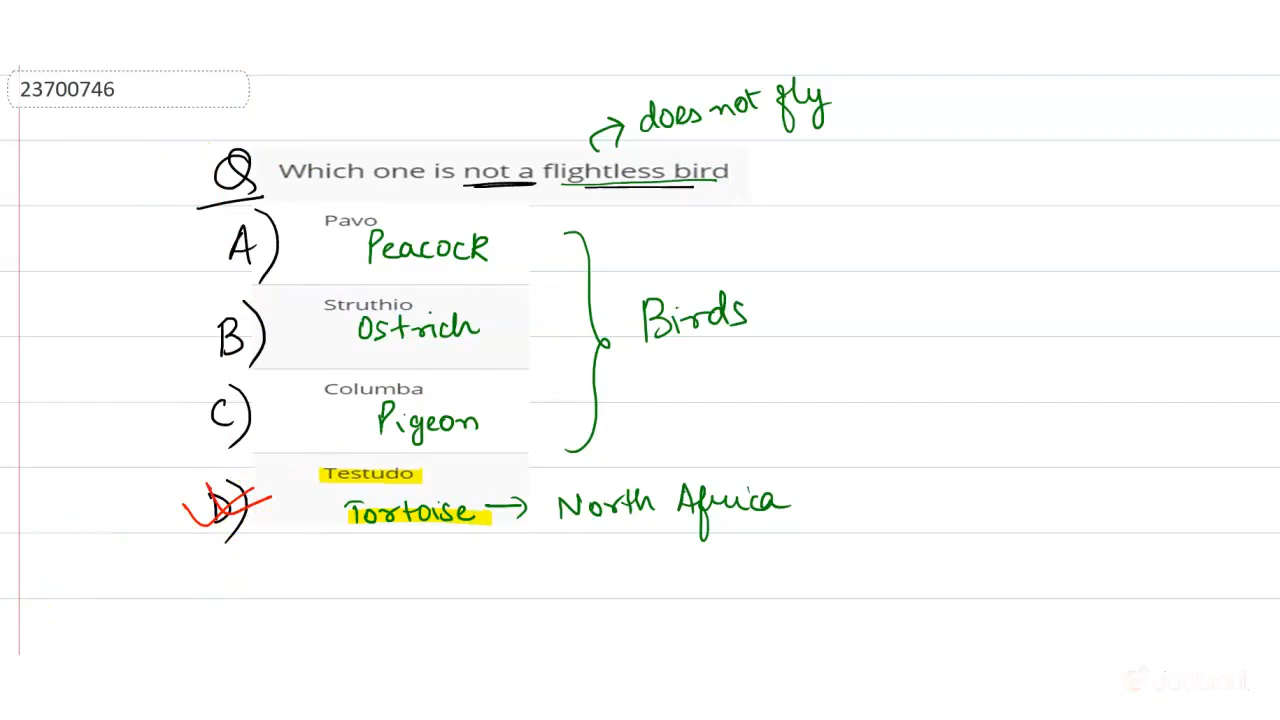 23700746
does not fly
Q Which one is not a flightless bird
A) Pavo
Peacock
B) Struthio
Ostrich
Birds
C) Columba
Pigeon
D) Testudo
Tortoise → North Africa
doubtnut